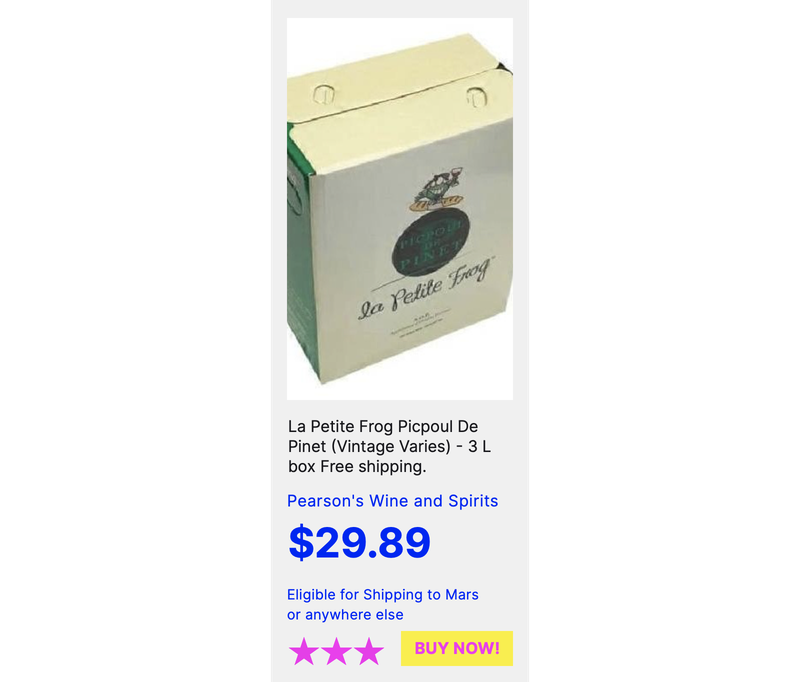 PICPOUL
DE
PINET
la Petite Frog
La Petite Frog Picpoul De
Pinet (Vintage Varies) - 3 L
box Free shipping.
Pearson's Wine and Spirits
$29.89
Eligible for Shipping to Mars
or anywhere else
BUY NOW!